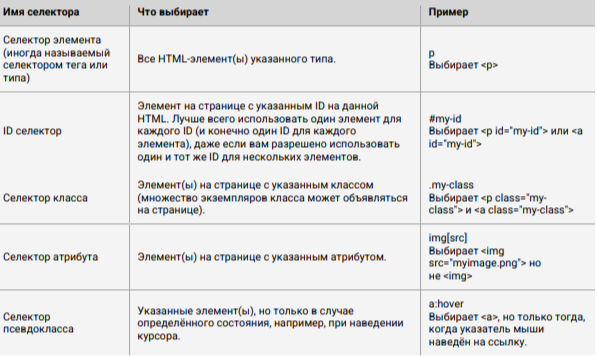 Имя селектора
Что выбирает
Пример
Селектор элемента
(иногда называемый
селектором тега или
типа)
Все HTML-элемент(ы) указанного типа.
p
Выбирает <p>
ID селектор
Элемент на странице с указанным ID на данной
HTML. Лучше всего использовать один элемент для
каждого ID (и конечно один ID для каждого
элемента), даже если вам разрешено использовать
один и тот же ID для нескольких элементов.
#my-id
Выбирает <p id="my-id"> или <a
id="my-id">
Селектор класса
Элемент(ы) на странице с указанным классом
(множество экземпляров класса может объявляться
на странице).
.my-class
Выбирает <p class="my-
class"> и <a class="my-class">
Селектор атрибута
Элемент(ы) на странице с указанным атрибутом.
img[src]
Выбирает <img
src="myimage.png"> но
не <img>
Селектор
псевдокласса
Указанные элемент(ы), но только в случае
определённого состояния, например, при наведении
курсора.
a:hover
Выбирает <a>, но только тогда,
когда указатель мыши
наведён на ссылку.